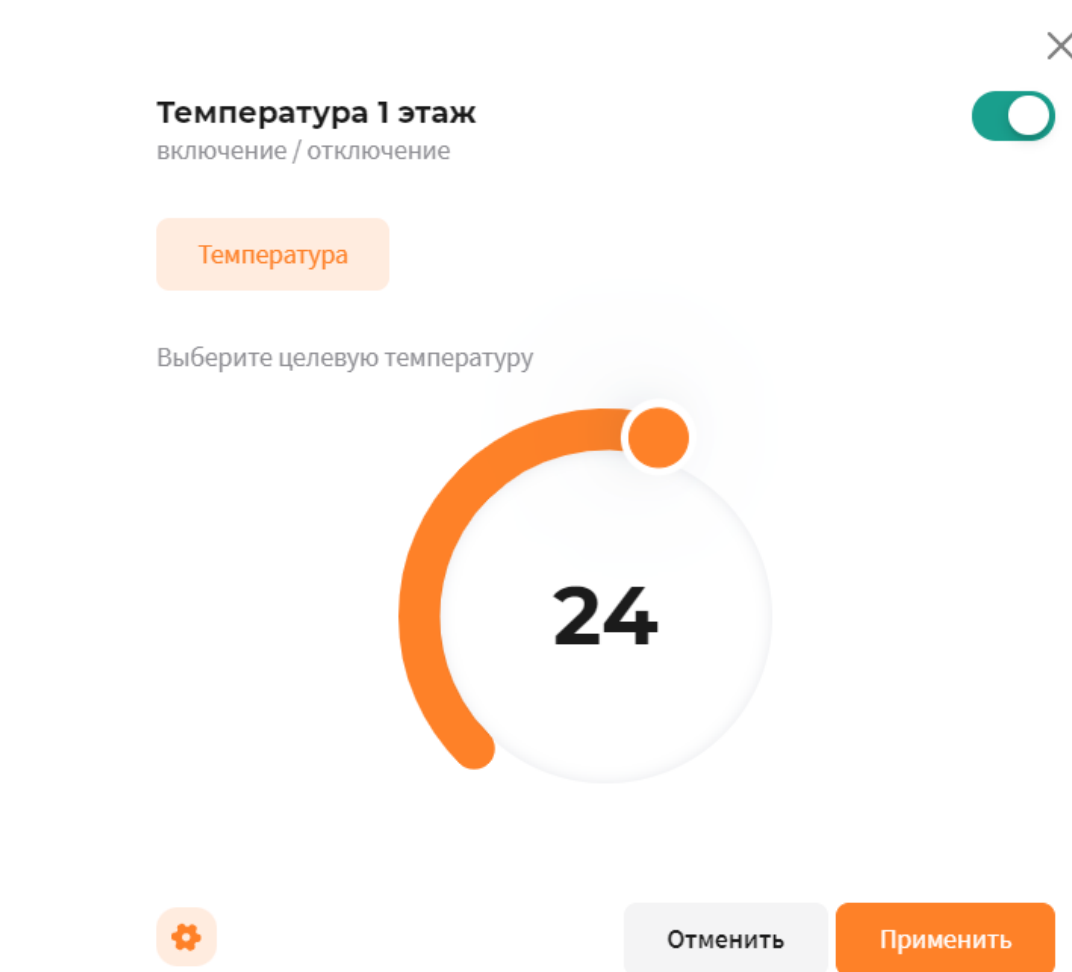 Температура 1 этаж
включение / отключение
Температура
Выберите целевую температуру
24
Отменить
Применить